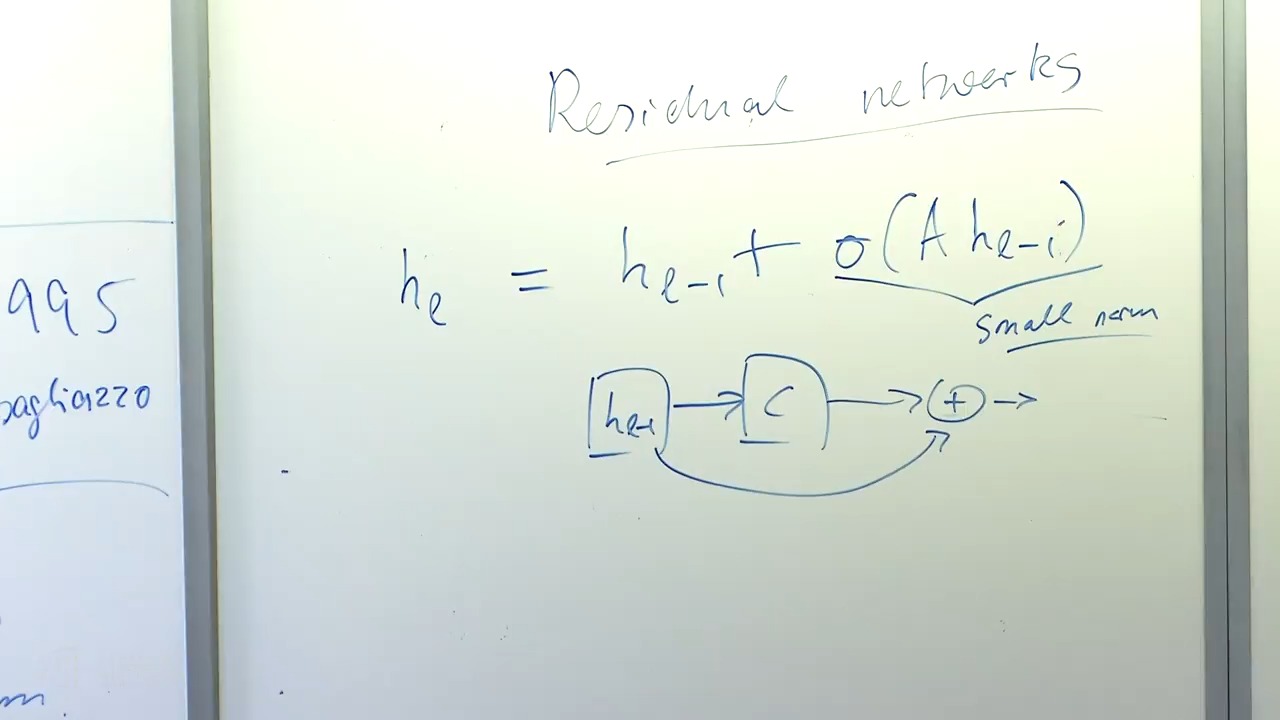 Residual networks
h_ℓ = h_{ℓ-1} + σ(A h_{ℓ-1})
small norm
h_{ℓ-1} → C → + →
995